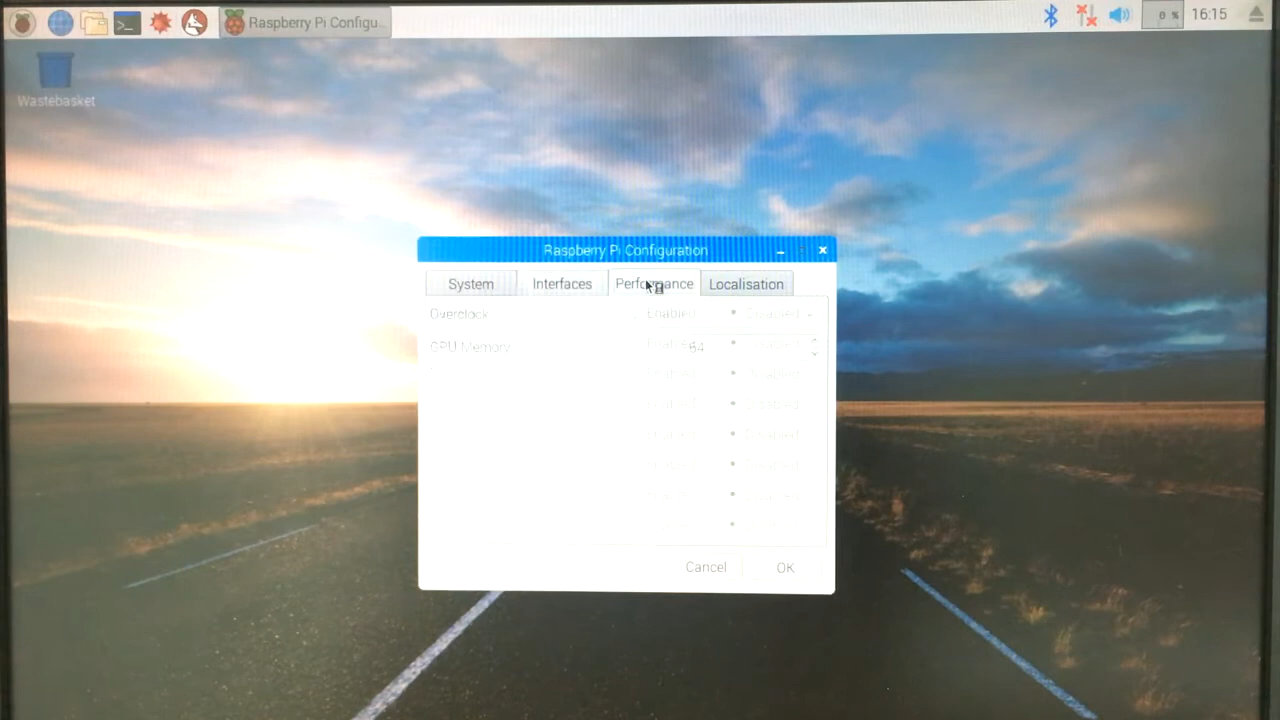 Raspberry Pi Configu...
0 %
16:15
Wastebasket
Raspberry Pi Configuration
System
Interfaces
Performance
Localisation
Overclock
Enabled
Disabled
GPU Memory
64
Cancel
OK